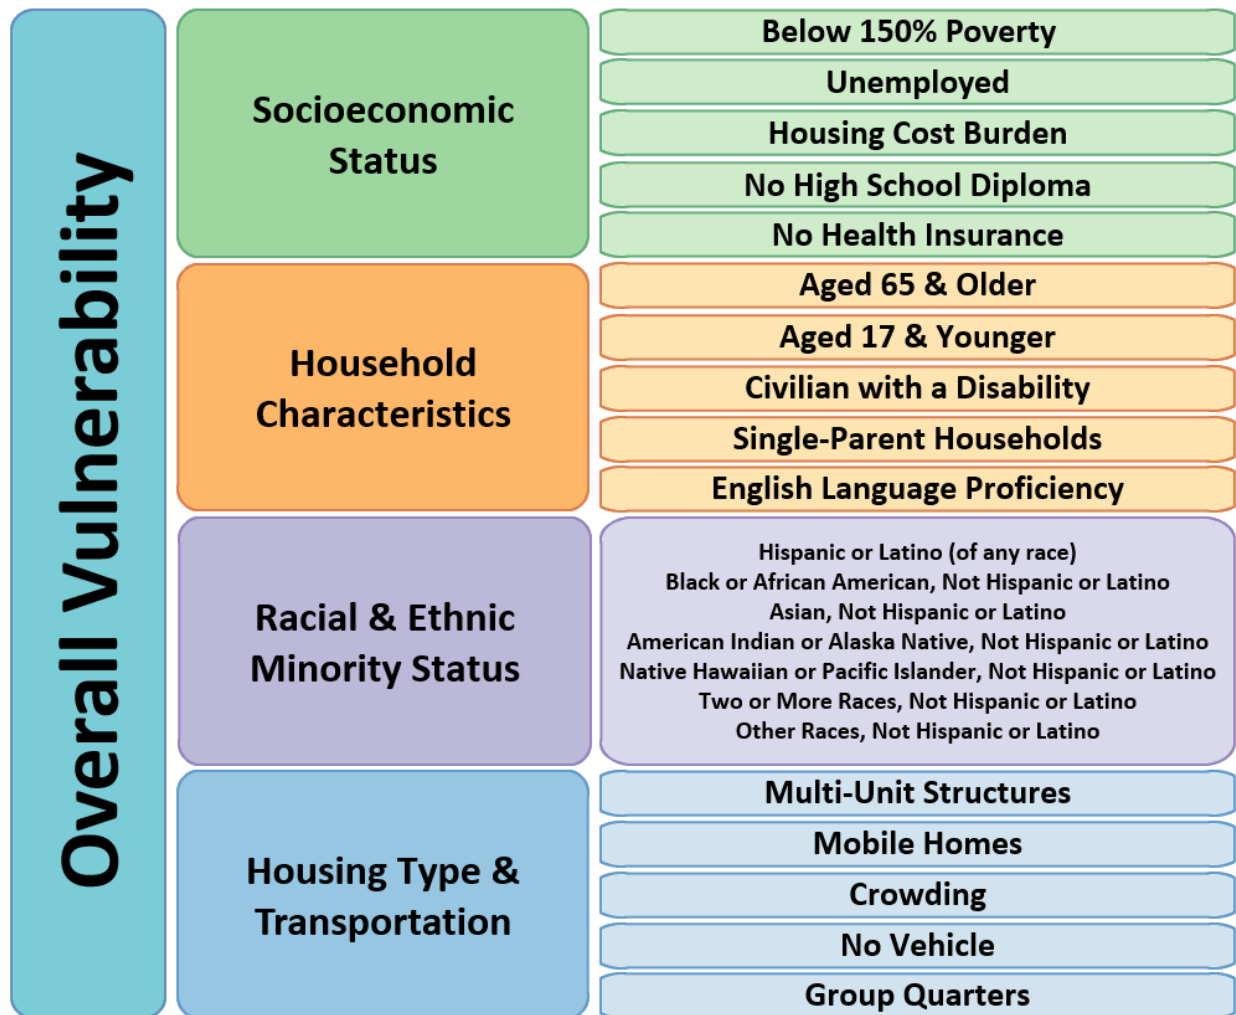 Overall Vulnerability
Socioeconomic
Status
Below 150% Poverty
Unemployed
Housing Cost Burden
No High School Diploma
No Health Insurance
Household
Characteristics
Aged 65 & Older
Aged 17 & Younger
Civilian with a Disability
Single-Parent Households
English Language Proficiency
Racial & Ethnic
Minority Status
Hispanic or Latino (of any race)
Black or African American, Not Hispanic or Latino
Asian, Not Hispanic or Latino
American Indian or Alaska Native, Not Hispanic or Latino
Native Hawaiian or Pacific Islander, Not Hispanic or Latino
Two or More Races, Not Hispanic or Latino
Other Races, Not Hispanic or Latino
Housing Type &
Transportation
Multi-Unit Structures
Mobile Homes
Crowding
No Vehicle
Group Quarters